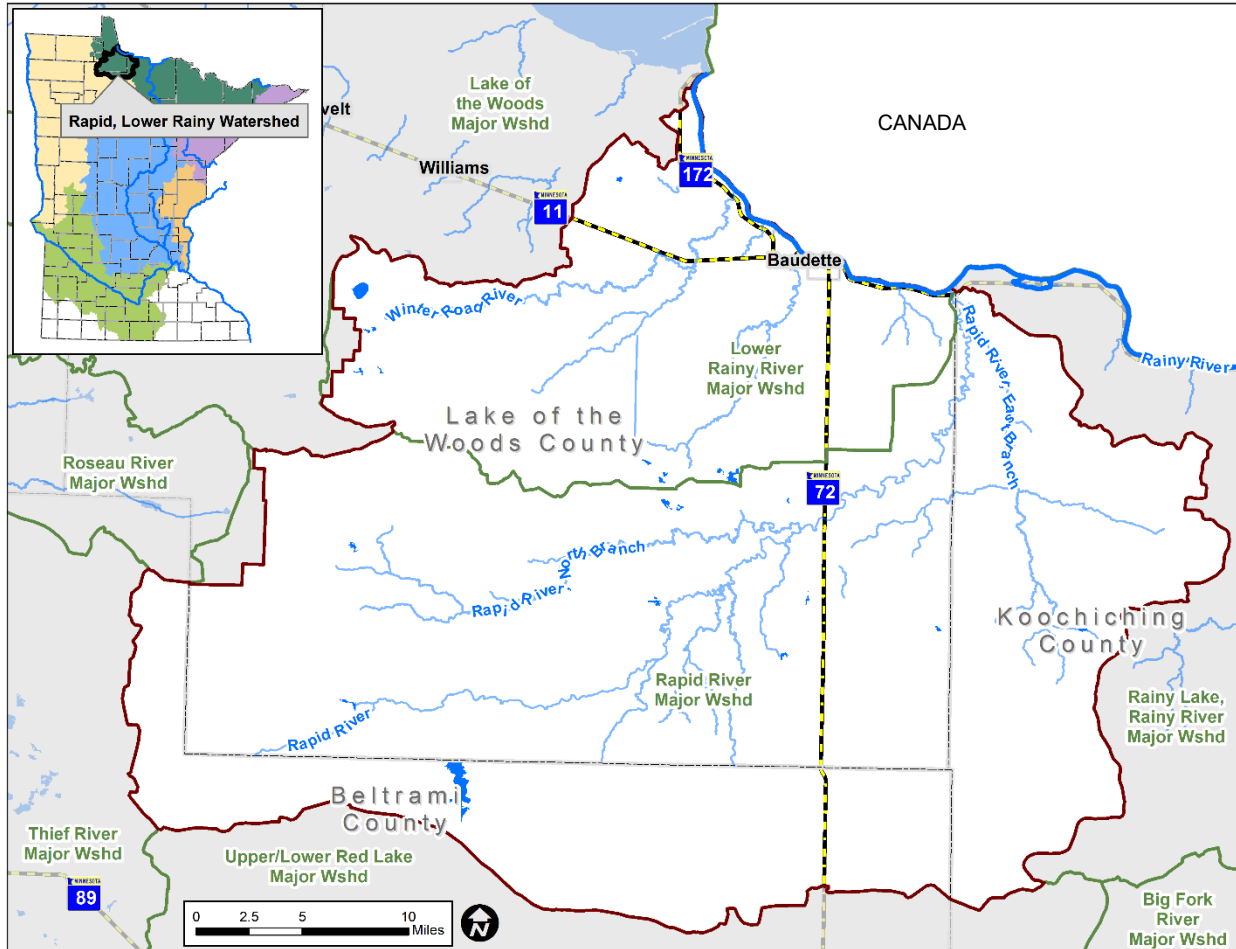 Rapid, Lower Rainy Watershed
velt
Lake of
the Woods
Major Wshd
CANADA
Williams
MINNESOTA
172
MINNESOTA
11
Baudette
Winter Road River
Lower
Rainy River
Major Wshd
Rapid River, East Branch
Rainy River
Lake of the
Woods County
Roseau River
Major Wshd
MINNESOTA
72
Rapid River, North Branch
Koochiching
County
Rapid River
Major Wshd
Rainy Lake,
Rainy River
Major Wshd
Rapid River
Beltrami
County
Thief River
Major Wshd
Upper/Lower Red Lake
Major Wshd
MINNESOTA
89
Big Fork
River
Major Wshd
0 2.5 5 10
Miles
N